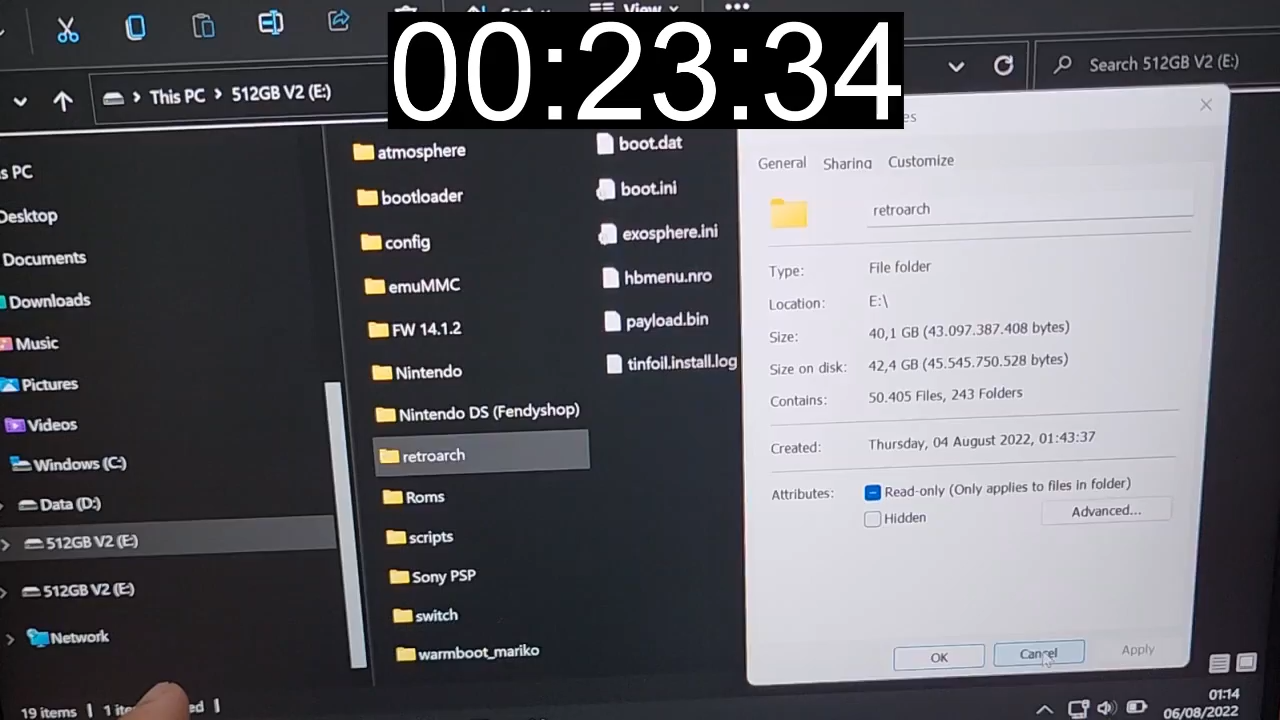 View
00:23:34
This PC > 512GB V2 (E:)
Search 512GB V2 (E:)
s PC
Desktop
Documents
Downloads
Music
Pictures
Videos
Windows (C:)
Data (D:)
512GB V2 (E:)
512GB V2 (E:)
Network
atmosphere
bootloader
config
emuMMC
FW 14.1.2
Nintendo
Nintendo DS (Fendyshop)
retroarch
Roms
scripts
Sony PSP
switch
warmboot_mariko
boot.dat
boot.ini
exosphere.ini
hbmenu.nro
payload.bin
tinfoil.install.log
es
General Sharing Customize
retroarch
Type: File folder
Location: E:\
Size: 40,1 GB (43.097.387.408 bytes)
Size on disk: 42,4 GB (45.545.750.528 bytes)
Contains: 50.405 Files, 243 Folders
Created: Thursday, 04 August 2022, 01:43:37
Attributes: Read-only (Only applies to files in folder)
Hidden Advanced...
OK Cancel Apply
19 items 1
01:14
06/08/2022